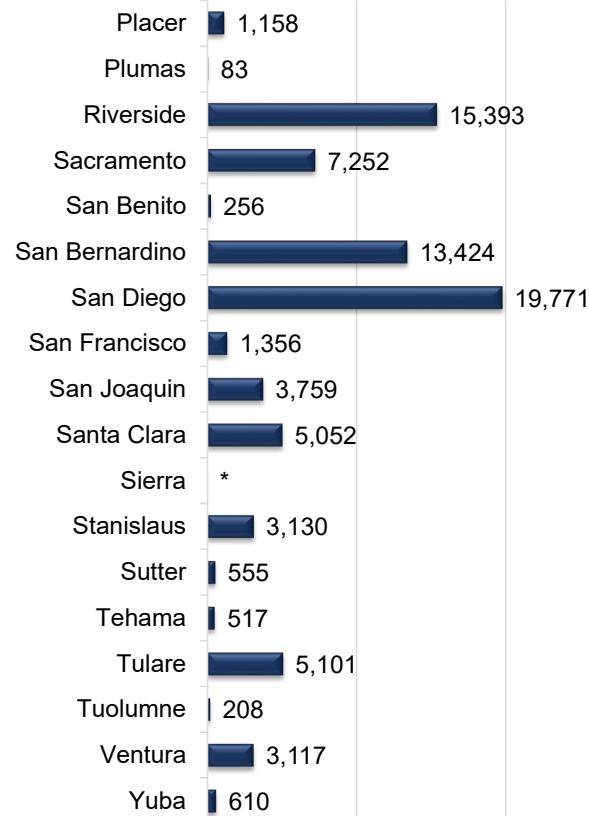 Placer 1,158
Plumas 83
Riverside 15,393
Sacramento 7,252
San Benito 256
San Bernardino 13,424
San Diego 19,771
San Francisco 1,356
San Joaquin 3,759
Santa Clara 5,052
Sierra *
Stanislaus 3,130
Sutter 555
Tehama 517
Tulare 5,101
Tuolumne 208
Ventura 3,117
Yuba 610